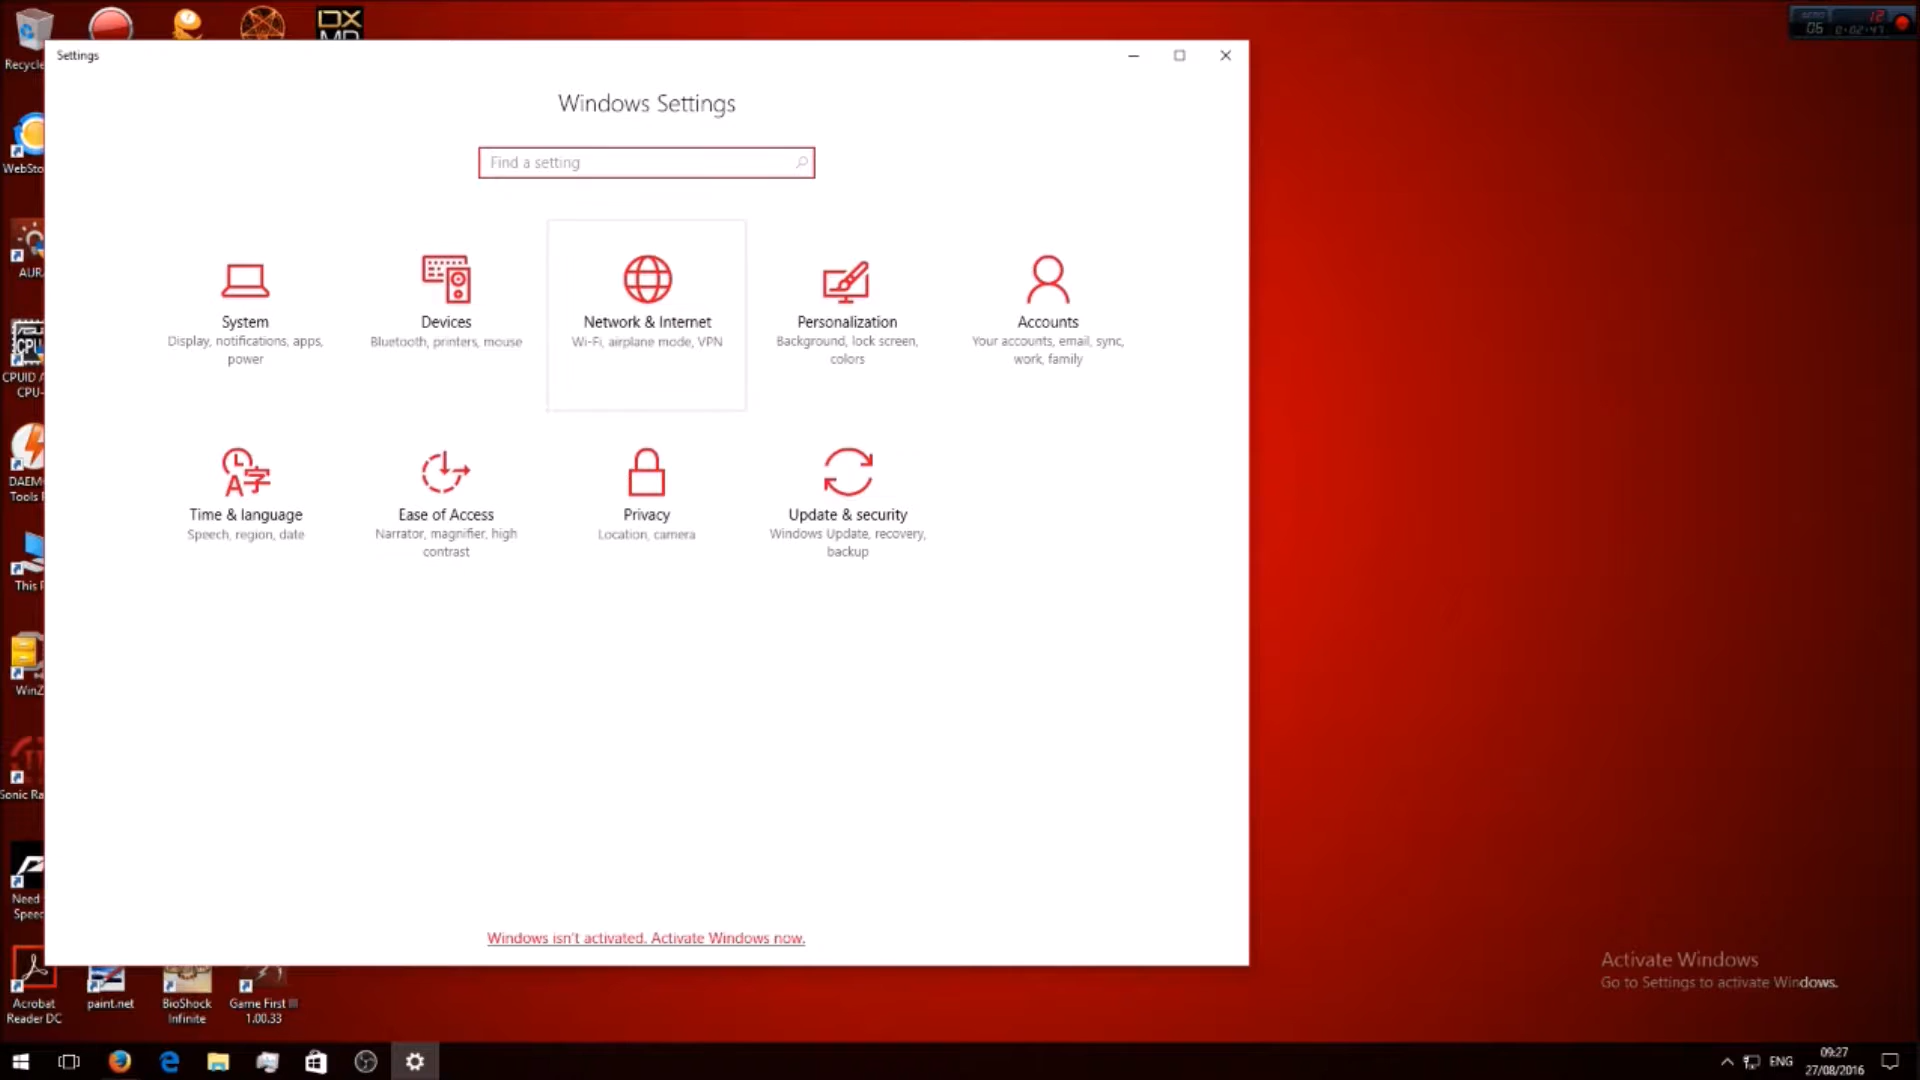 DX
MD
Recycle
Settings
Windows Settings
Find a setting
WebSto
System
Display, notifications, apps,
power
Devices
Bluetooth, printers, mouse
Network & Internet
Wi-Fi, airplane mode, VPN
Personalization
Background, lock screen,
colors
Accounts
Your accounts, email, sync,
work, family
AUR
CPU
CPUID
CPU-
DAEM
Tools
Time & language
Speech, region, date
Ease of Access
Narrator, magnifier, high
contrast
Privacy
Location, camera
Update & security
Windows Update, recovery,
backup
This
WinZ
Sonic Ra
Need
Speed
Windows isn't activated. Activate Windows now.
Activate Windows
Go to Settings to activate Windows.
Acrobat
Reader DC
paint.net
BioShock
Infinite
Game First III
1.00.33
ENG
09:27
27/08/2016